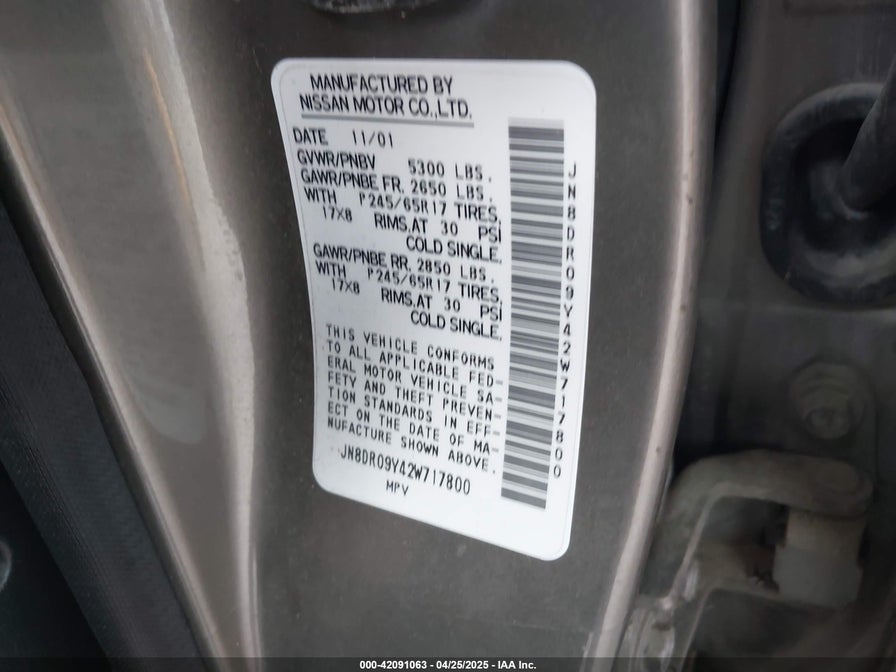 MANUFACTURED BY
NISSAN MOTOR CO.,LTD.
DATE 11/01
GVWR/PNBV 5300 LBS.
GAWR/PNBE FR. 2650 LBS.
WITH P245/65R17 TIRES,
17X8 RIMS,AT 30 PSI
COLD SINGLE.
GAWR/PNBE RR. 2850 LBS.
WITH P245/65R17 TIRES,
17X8 RIMS,AT 30 PSI
COLD SINGLE.
THIS VEHICLE CONFORMS
TO ALL APPLICABLE FED-
ERAL MOTOR VEHICLE SA-
FETY AND THEFT PREVEN-
TION STANDARDS IN EFF-
ECT ON THE DATE OF MA-
NUFACTURE SHOWN ABOVE.
JN8DR09Y42W717800
MPV
JN8DR09Y42W717800
000-42091063 - 04/25/2025 - IAA Inc.